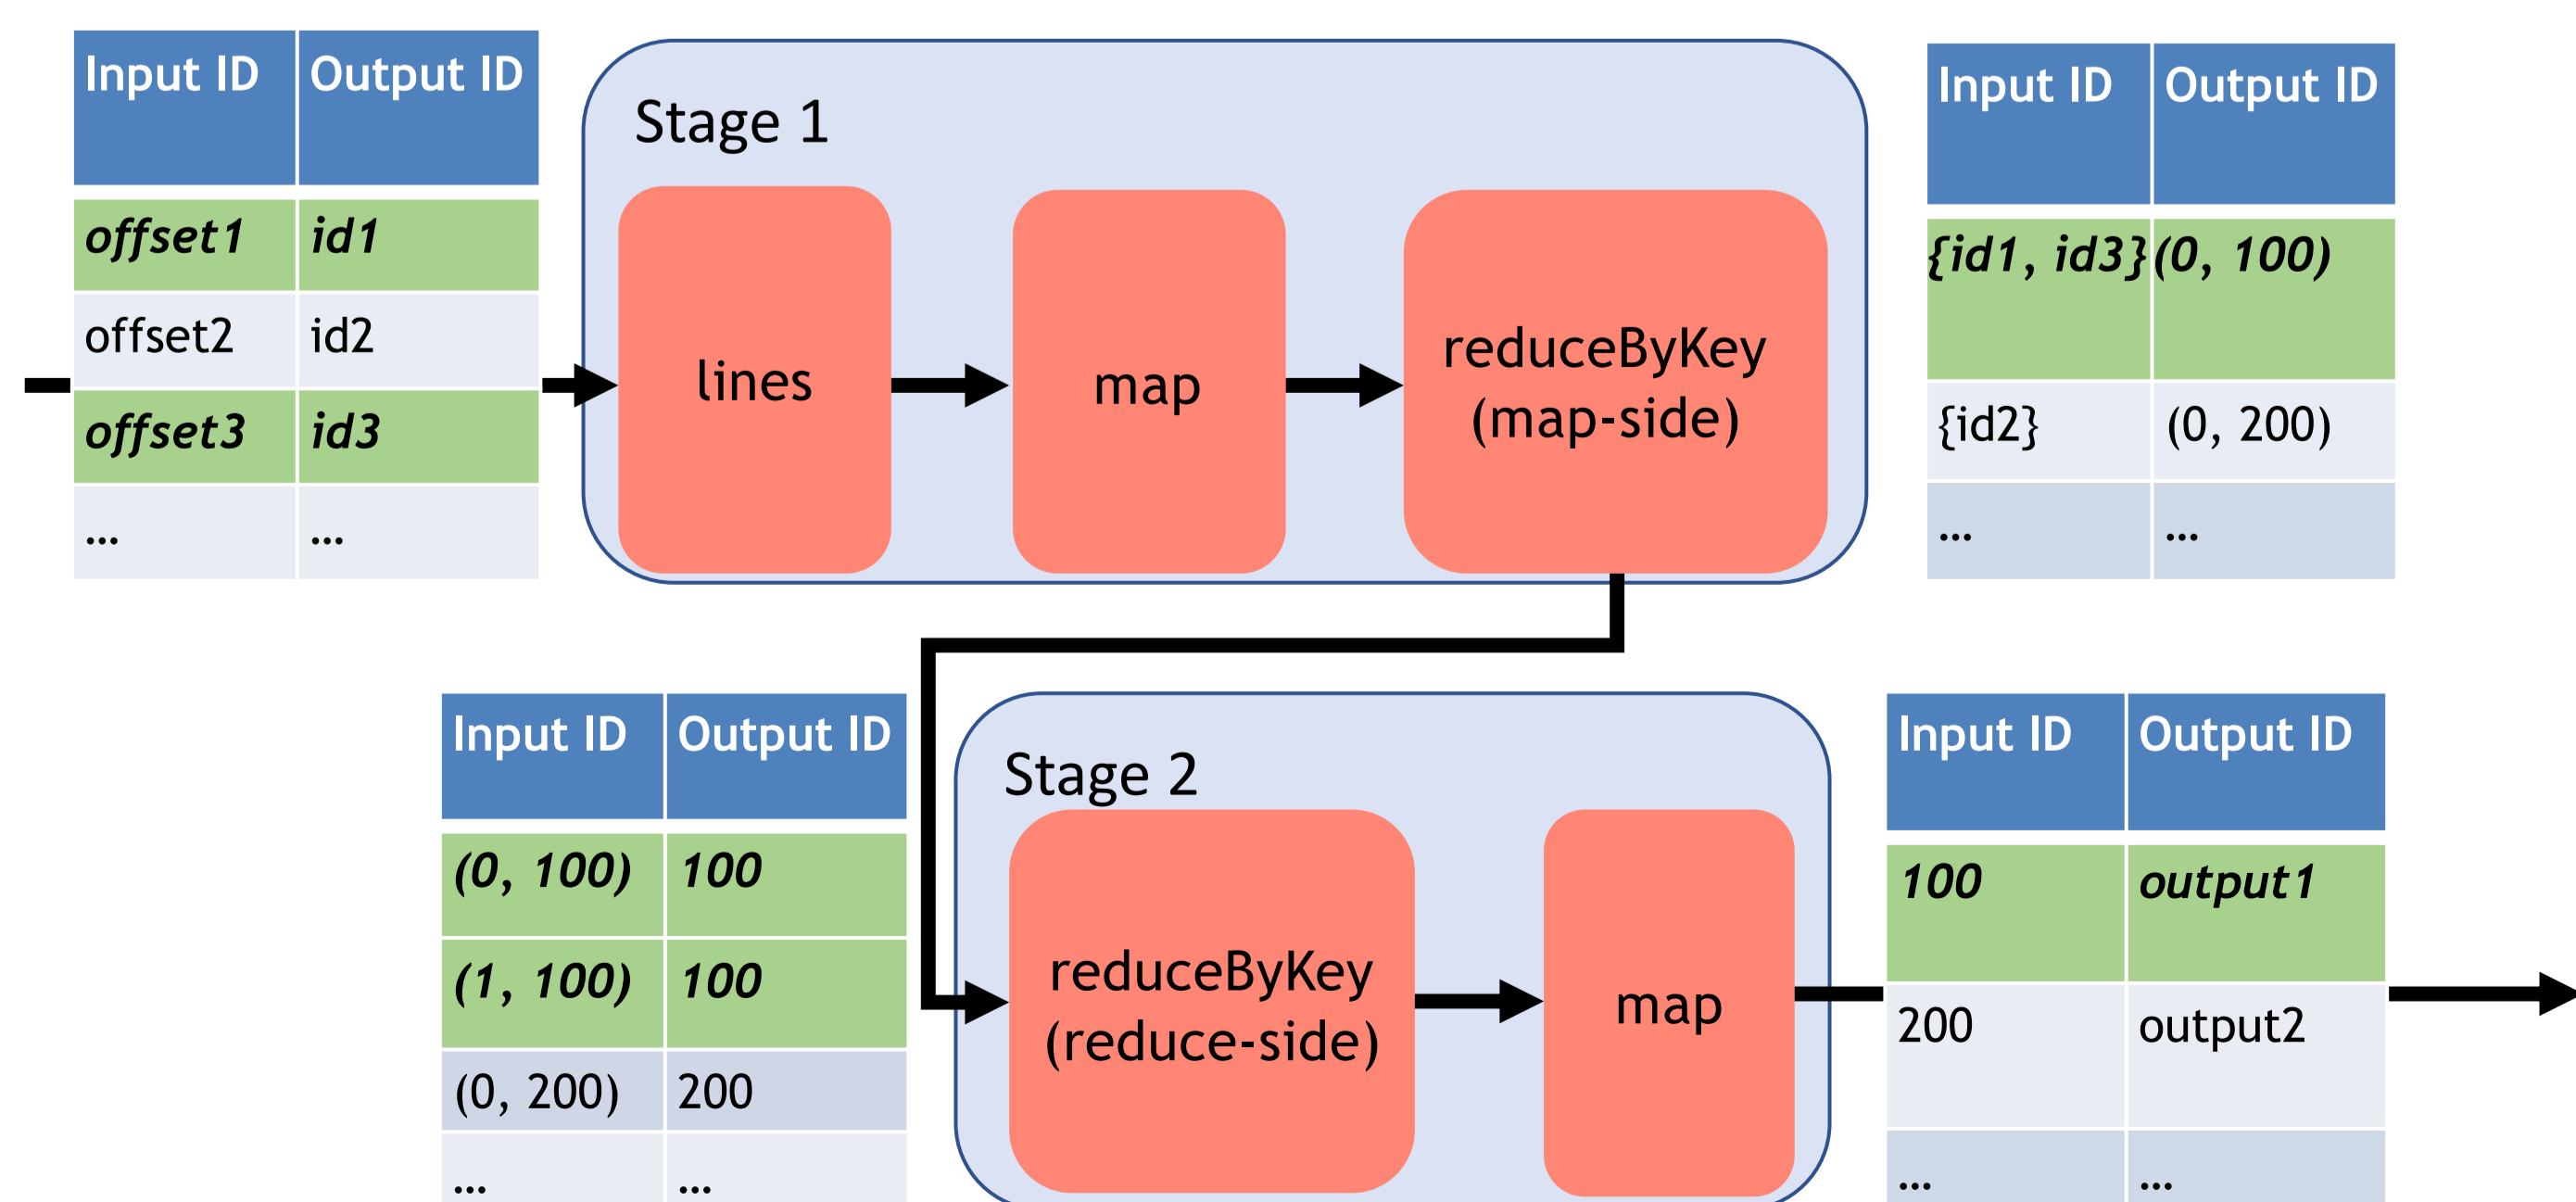 Input ID Output ID
offset1 id1
offset2 id2
offset3 id3
... ...
Stage 1
lines
map
reduceByKey
(map-side)
Input ID Output ID
{id1, id3} (0, 100)
{id2} (0, 200)
... ...
Input ID Output ID
(0, 100) 100
(1, 100) 100
(0, 200) 200
... ...
Stage 2
reduceByKey
(reduce-side)
map
Input ID Output ID
100 output1
200 output2
... ...